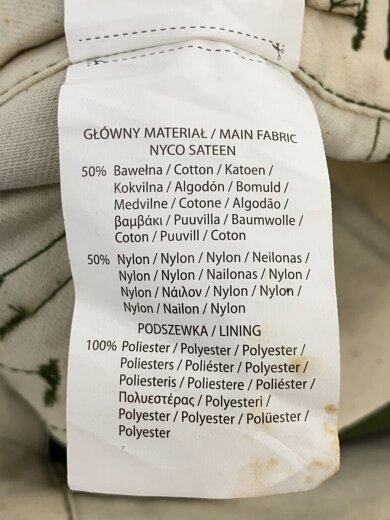 GŁÓWNY MATERIAŁ / MAIN FABRIC
NYCO SATEEN
50% Bawełna / Cotton / Katoen /
Kokvilna / Algodón / Bomuld /
Medvilne / Cotone / Algodão /
βαμβάκι / Puuvilla / Baumwolle /
Coton / Puuvill / Coton
50% Nylon / Nylon / Nylon / Neilonas /
Nylon / Nylon / Nailonas / Nylon /
Nylon / Νάιλον / Nylon / Nylon /
Nylon / Nailon / Nylon
PODSZEWKA / LINING
100% Poliester / Polyester / Polyester /
Poliesters / Poliéster / Polyester /
Poliesteris / Poliestere / Poliéster /
Πολυεστέρας / Polyesteri /
Polyester / Polyester / Polüester /
Polyester